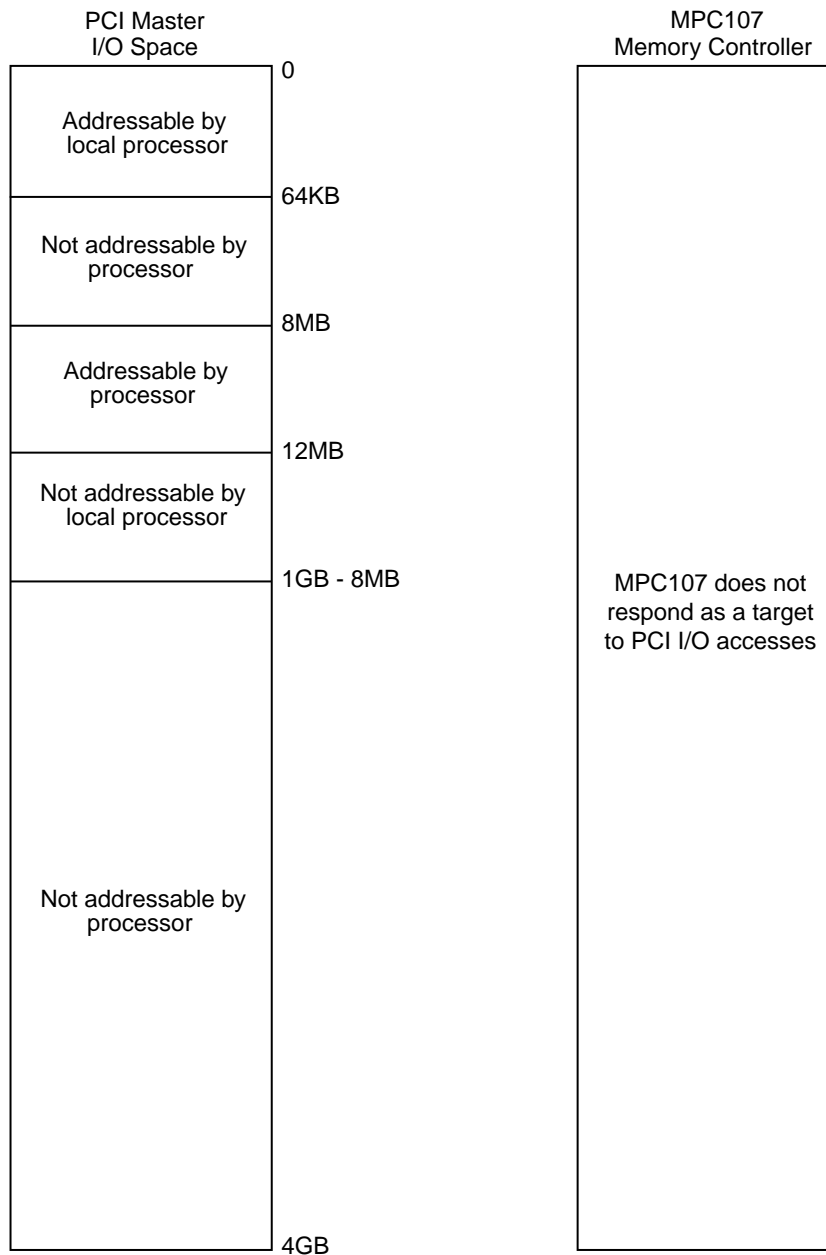 PCI Master
I/O Space
0
Addressable by
local processor
64KB
Not addressable by
processor
8MB
Addressable by
processor
12MB
Not addressable by
local processor
1GB - 8MB
Not addressable by
processor
4GB
MPC107
Memory Controller
MPC107 does not
respond as a target
to PCI I/O accesses